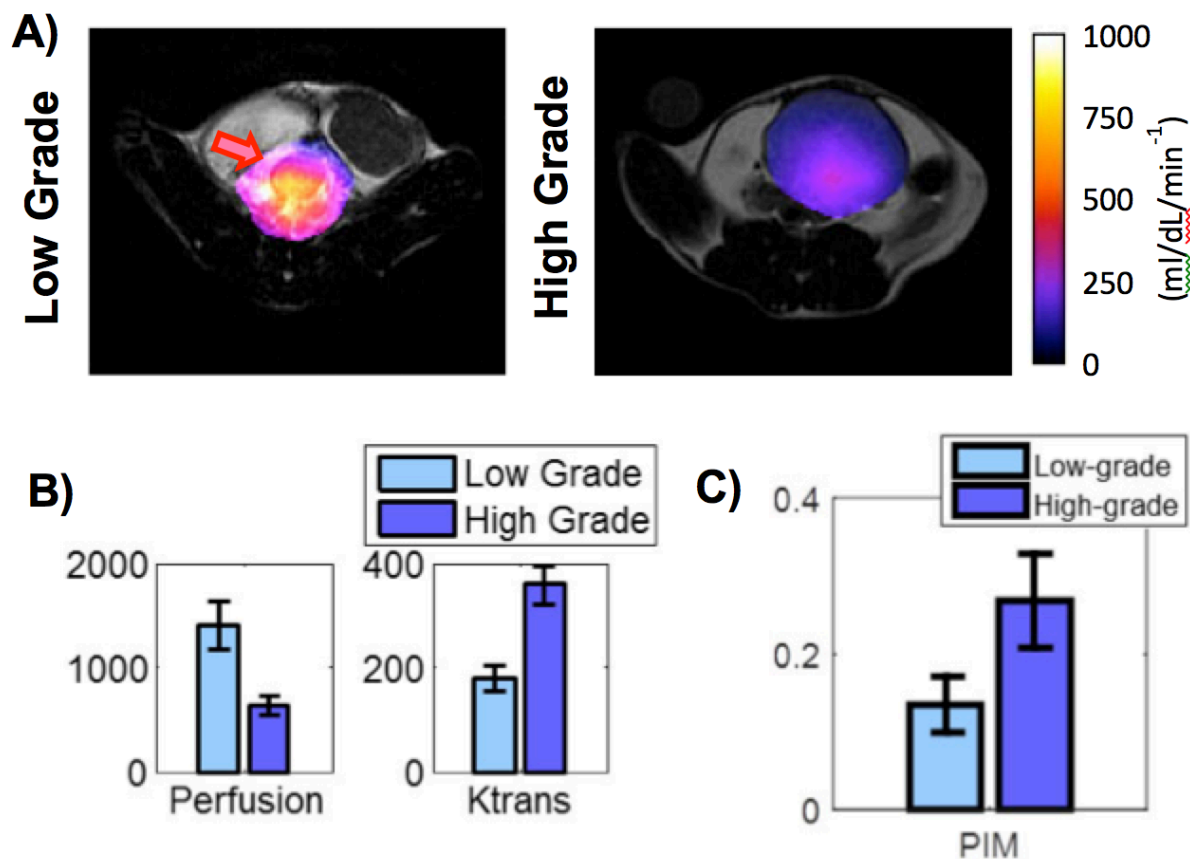 A)
Low Grade
High Grade
1000
750
500
250
0
(ml/dL/min⁻¹)
B)
Low Grade
High Grade
2000
1000
0
Perfusion
400
200
0
Ktrans
C)
Low-grade
High-grade
0.4
0.2
0
PIM